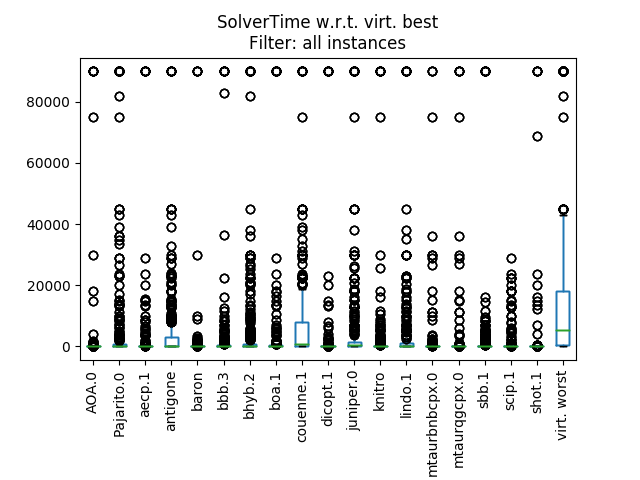 SolverTime w.r.t. virt. best
Filter: all instances
80000
60000
40000
20000
0
AOA.0
Pajarito.0
aecp.1
antigone
baron
bbb.3
bhyb.2
boa.1
couenne.1
dicopt.1
juniper.0
knitro
lindo.1
mtaurbnbcpx.0
mtaurqgcpx.0
sbb.1
scip.1
shot.1
virt. worst